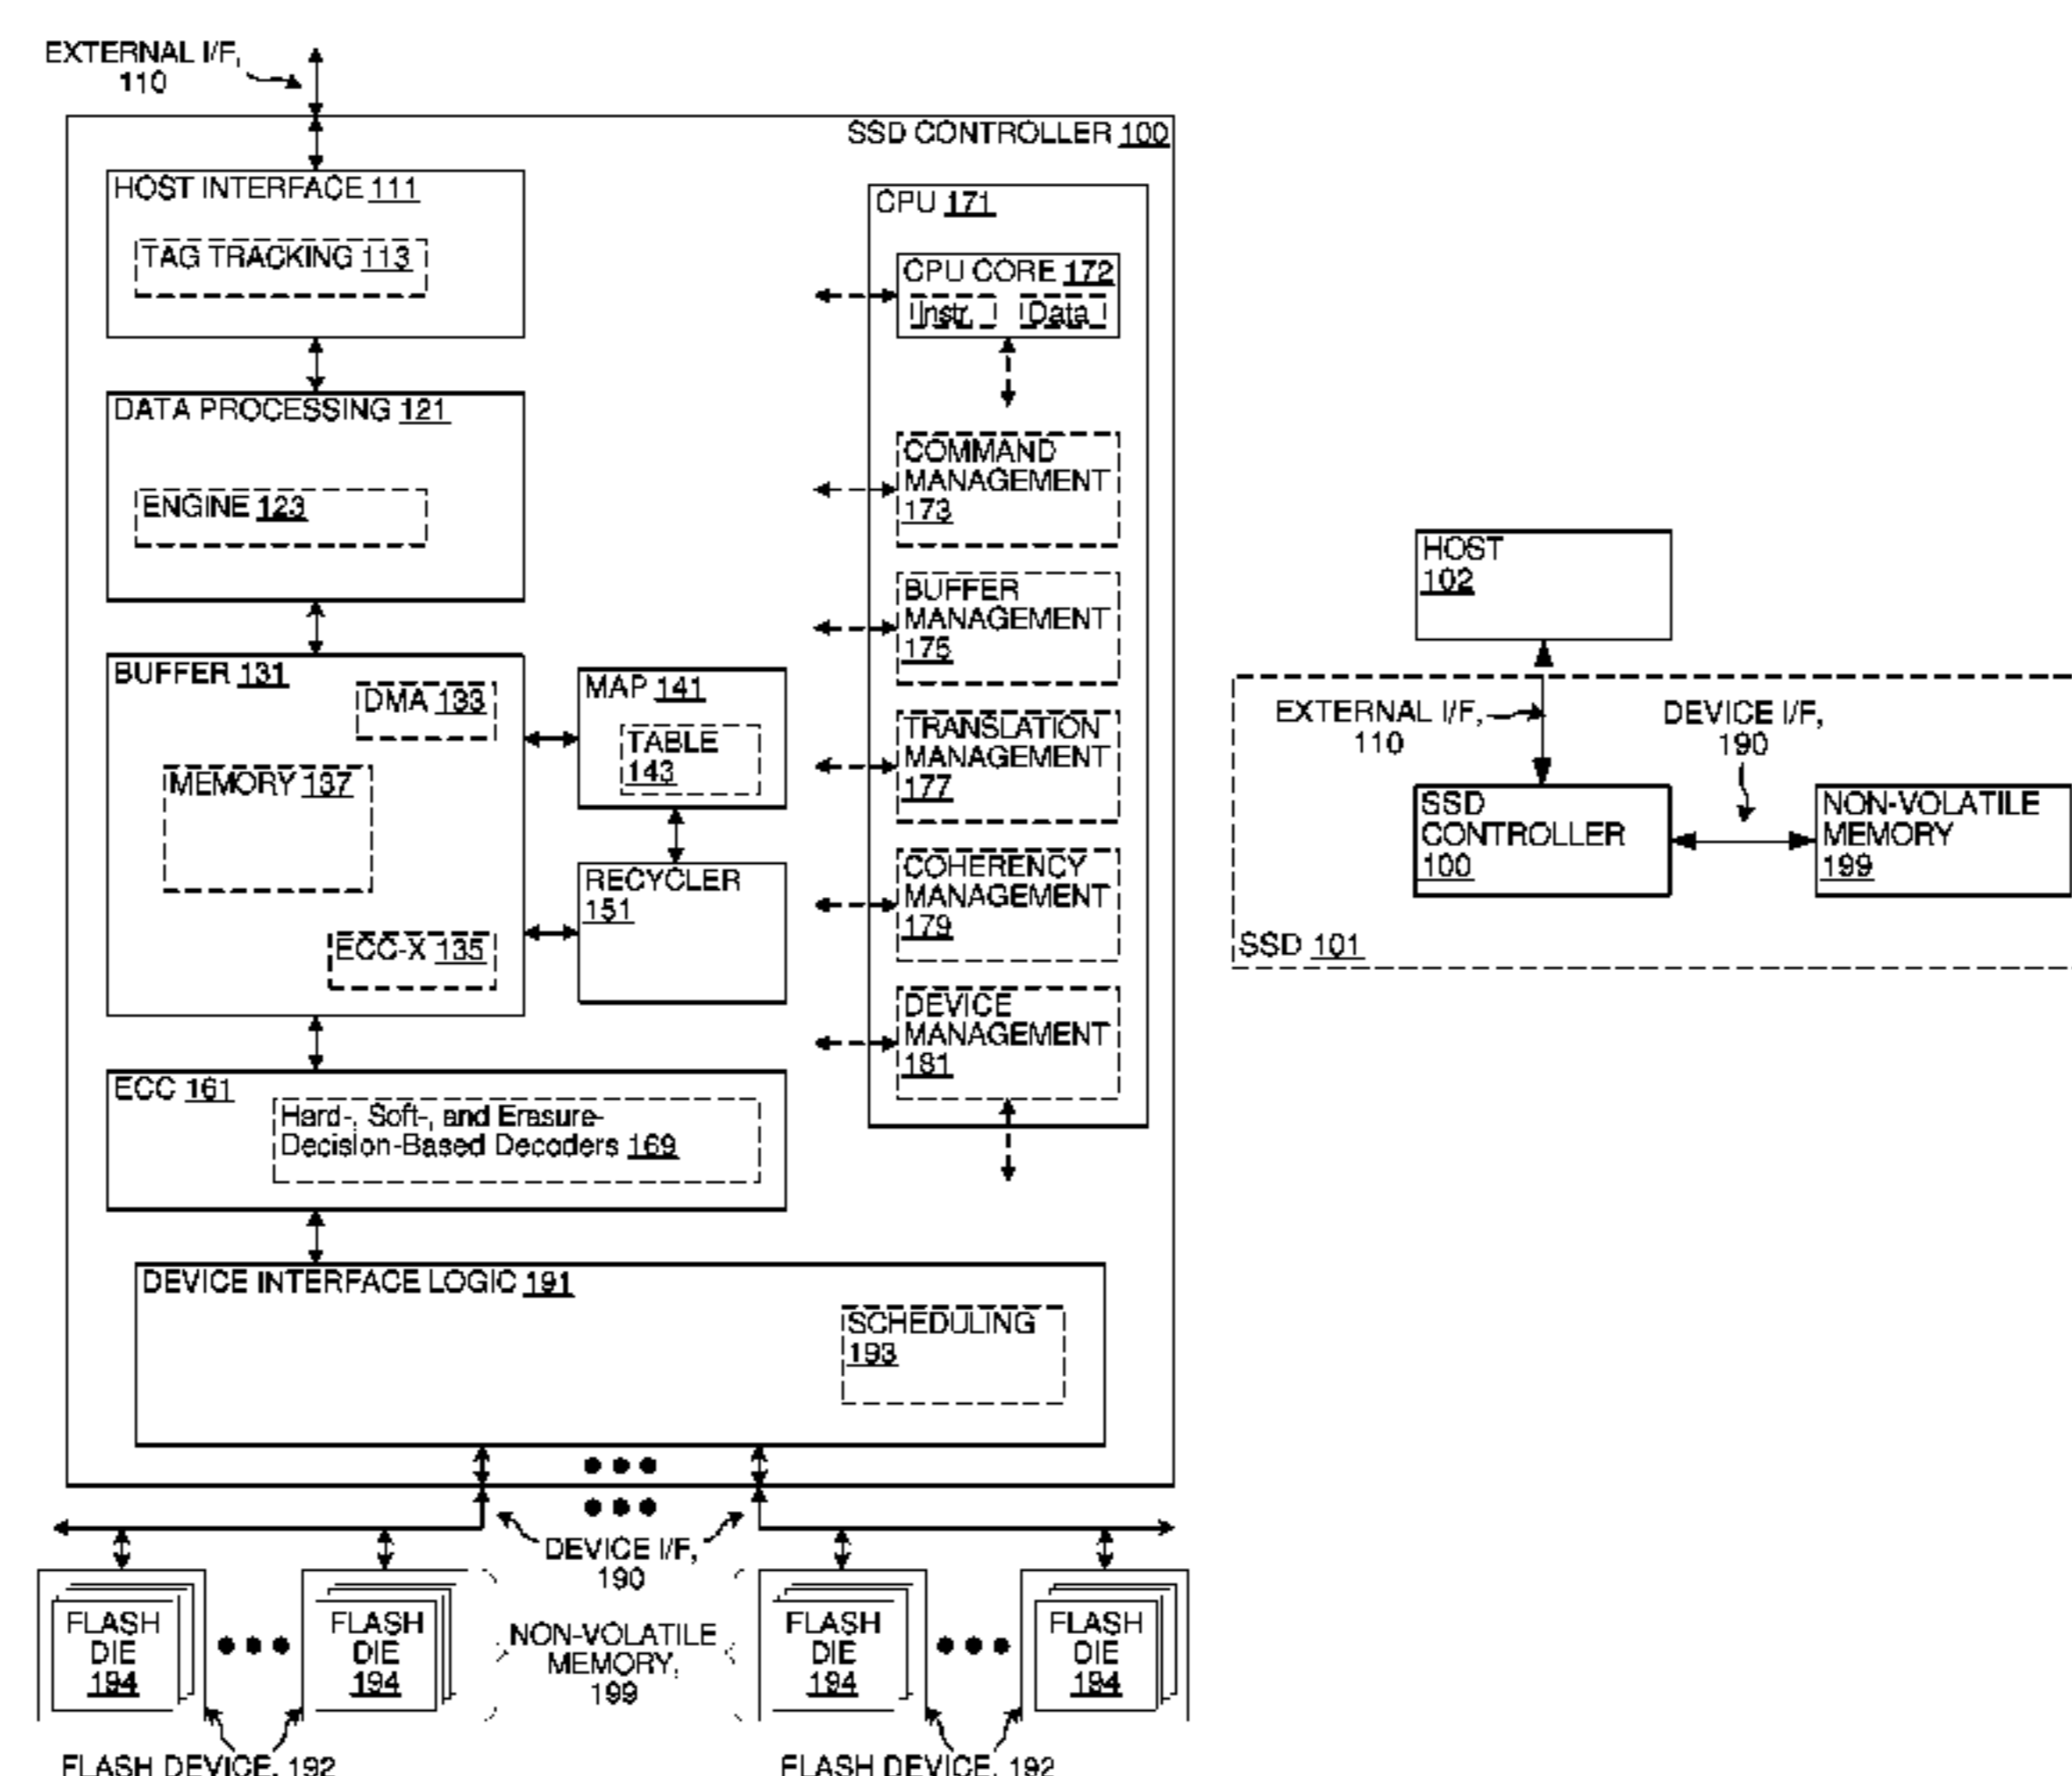 EXTERNAL I/F,
110
SSD CONTROLLER 100
HOST INTERFACE 111
TAG TRACKING 113
DATA PROCESSING 121
ENGINE 123
BUFFER 131
DMA 133
MEMORY 137
ECC-X 135
MAP 141
TABLE
143
RECYCLER
151
ECC 161
Hard-, Soft-, and Erasure-
Decision-Based Decoders 169
CPU 171
CPU CORE 172
Instr. Data
COMMAND
MANAGEMENT
173
BUFFER
MANAGEMENT
175
TRANSLATION
MANAGEMENT
177
COHERENCY
MANAGEMENT
179
DEVICE
MANAGEMENT
181
DEVICE INTERFACE LOGIC 191
SCHEDULING
193
DEVICE I/F,
190
FLASH
DIE
194
FLASH
DIE
194
NON-VOLATILE
MEMORY,
199
FLASH
DIE
194
FLASH
DIE
194
FLASH DEVICE, 192
FLASH DEVICE, 192
HOST
102
EXTERNAL I/F,
110
DEVICE I/F,
190
SSD
CONTROLLER
100
NON-VOLATILE
MEMORY
199
SSD 101